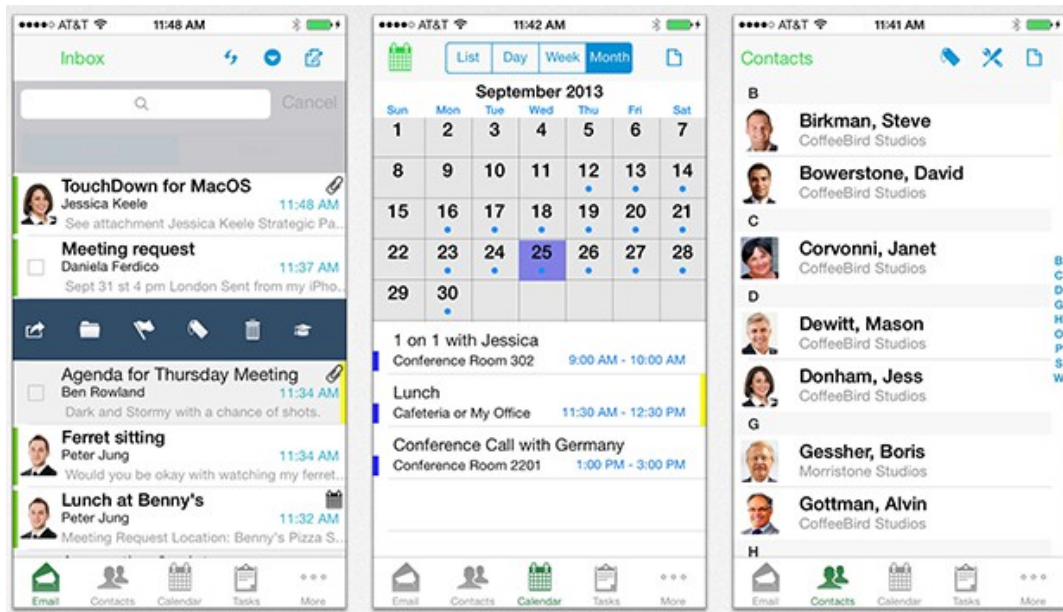 AT&T 11:48 AM
Inbox
Cancel
TouchDown for MacOS
Jessica Keele 11:48 AM
See attachment Jessica Keele Strategic Pa...
Meeting request
Daniela Ferdico 11:37 AM
Sept 31 st 4 pm London Sent from my iPho...
Agenda for Thursday Meeting
Ben Rowland 11:34 AM
Dark and Stormy with a chance of shots.
Ferret sitting
Peter Jung 11:34 AM
Would you be okay with watching my ferret...
Lunch at Benny's
Peter Jung 11:32 AM
Meeting Request Location: Benny's Pizza S...
Email Contacts Calendar Tasks More
AT&T 11:42 AM
List Day Week Month
September 2013
Sun Mon Tue Wed Thu Fri Sat
1 2 3 4 5 6 7
8 9 10 11 12 13 14
15 16 17 18 19 20 21
22 23 24 25 26 27 28
29 30
1 on 1 with Jessica
Conference Room 302 9:00 AM - 10:00 AM
Lunch
Cafeteria or My Office 11:30 AM - 12:30 PM
Conference Call with Germany
Conference Room 2201 1:00 PM - 3:00 PM
Email Contacts Calendar Tasks More
AT&T 11:41 AM
Contacts
B
Birkman, Steve
CoffeeBird Studios
Bowerstone, David
CoffeeBird Studios
C
Corvonni, Janet
CoffeeBird Studios
D
Dewitt, Mason
CoffeeBird Studios
Donham, Jess
CoffeeBird Studios
G
Gessher, Boris
Morristone Studios
Gottman, Alvin
CoffeeBird Studios
H
B
C
D
G
H
O
P
S
W
Email Contacts Calendar Tasks More